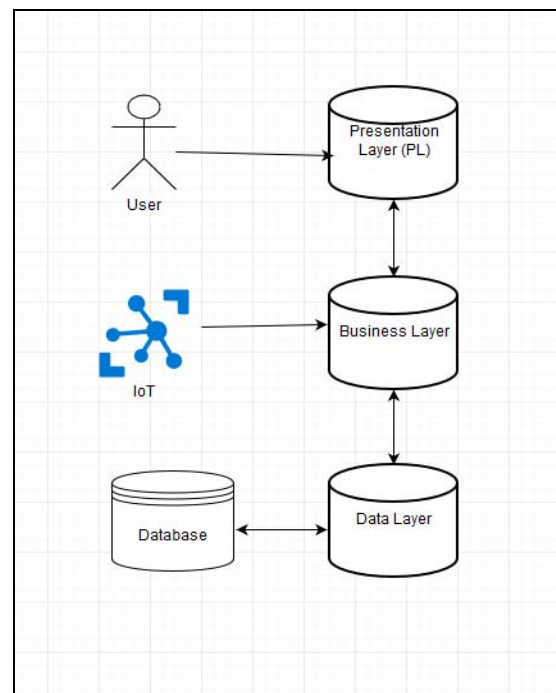 Presentation
Layer (PL)
User
Business Layer
IoT
Data Layer
Database